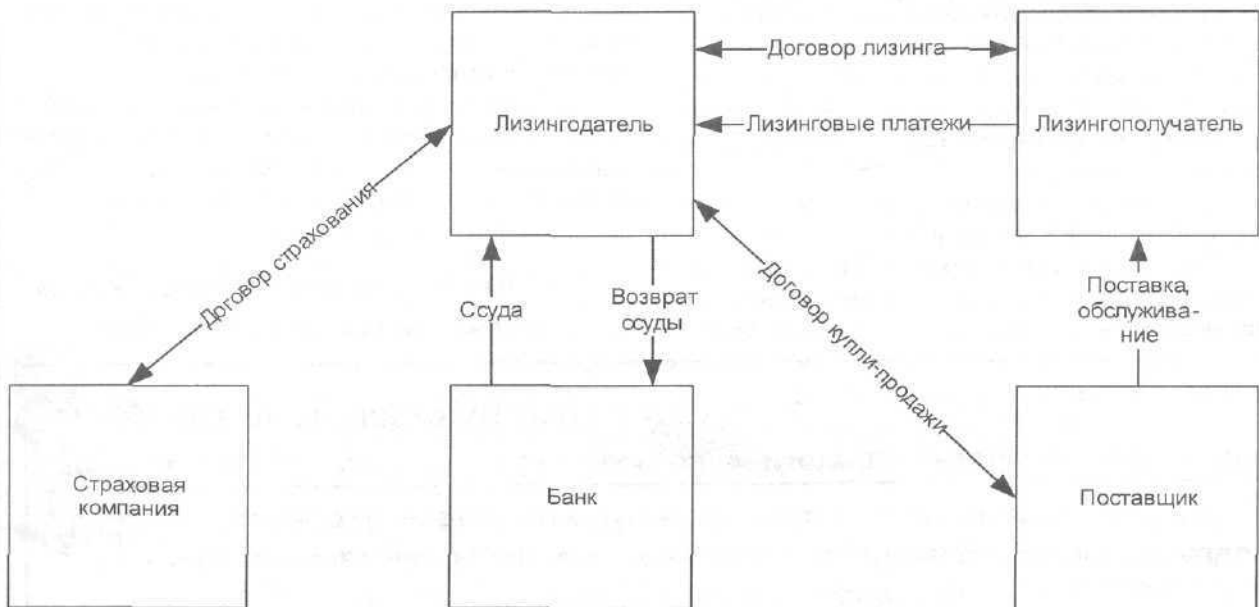 Договор лизинга
Лизингодатель
Лизинговые платежи
Лизингополучатель
Договор страхования
Ссуда
Возврат
ссуды
Договор купли-продажи
Поставка,
обслужива-
ние
Страховая
компания
Банк
Поставщик